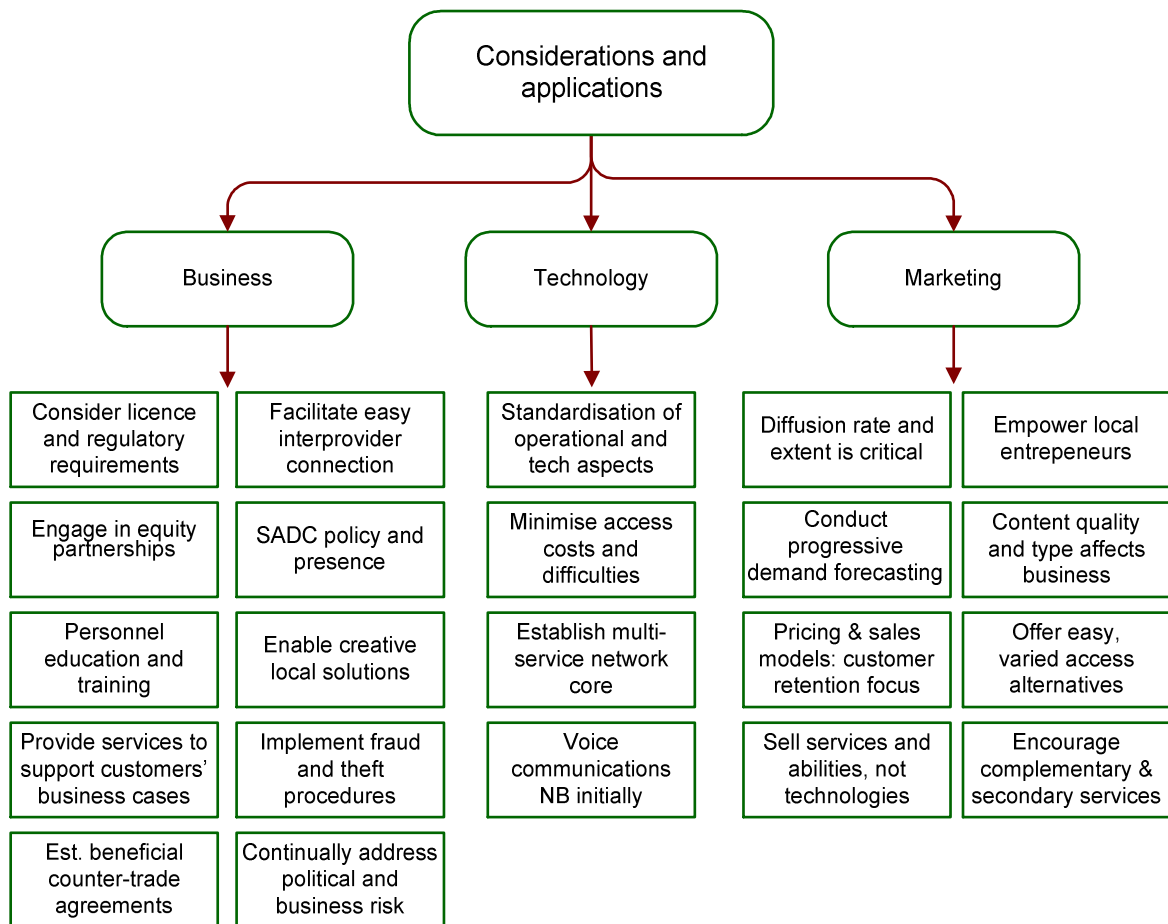 Considerations and
applications
Business
Technology
Marketing
Consider licence
and regulatory
requirements
Facilitate easy
interprovider
connection
Engage in equity
partnerships
SADC policy and
presence
Personnel
education and
training
Enable creative
local solutions
Provide services to
support customers’
business cases
Implement fraud
and theft
procedures
Est. beneficial
counter-trade
agreements
Continually address
political and
business risk
Standardisation of
operational and
tech aspects
Minimise access
costs and
difficulties
Establish multi-
service network
core
Voice
communications
NB initially
Diffusion rate and
extent is critical
Empower local
entrepeneurs
Conduct
progressive
demand forecasting
Content quality
and type affects
business
Pricing & sales
models: customer
retention focus
Offer easy,
varied access
alternatives
Sell services and
abilities, not
technologies
Encourage
complementary &
secondary services